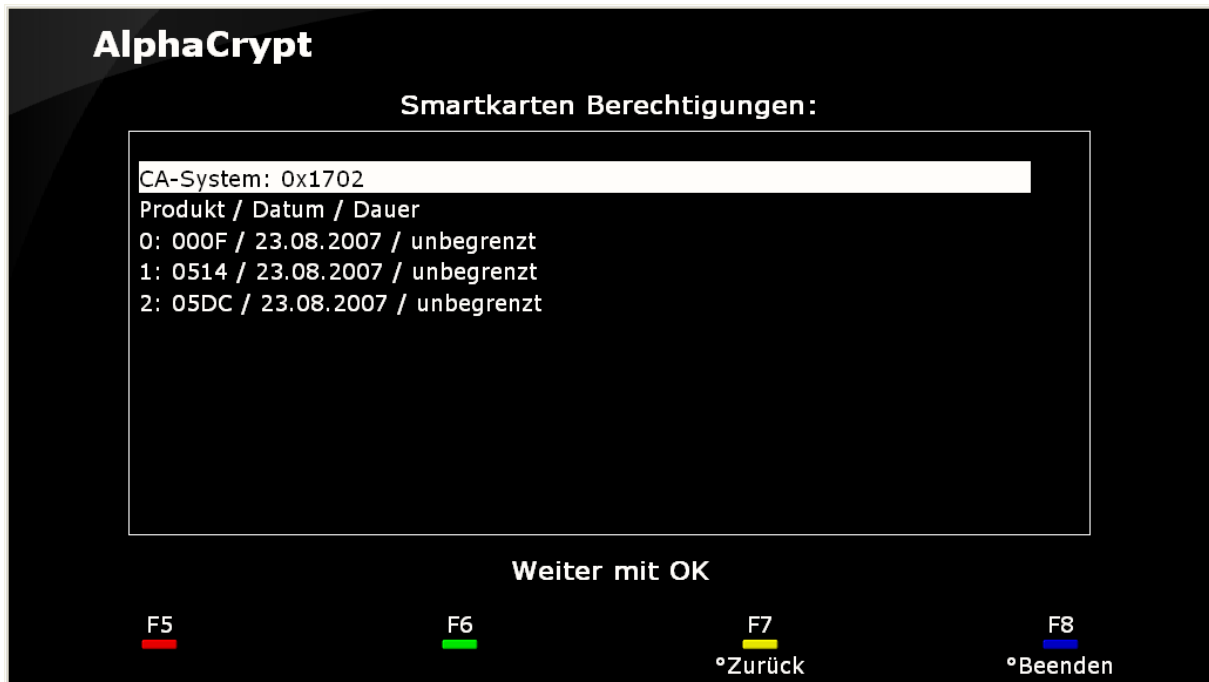 AlphaCrypt
Smartkarten Berechtigungen:
CA-System: 0x1702
Produkt / Datum / Dauer
0: 000F / 23.08.2007 / unbegrenzt
1: 0514 / 23.08.2007 / unbegrenzt
2: 05DC / 23.08.2007 / unbegrenzt
Weiter mit OK
F5 F6 F7 F8
°Zurück °Beenden